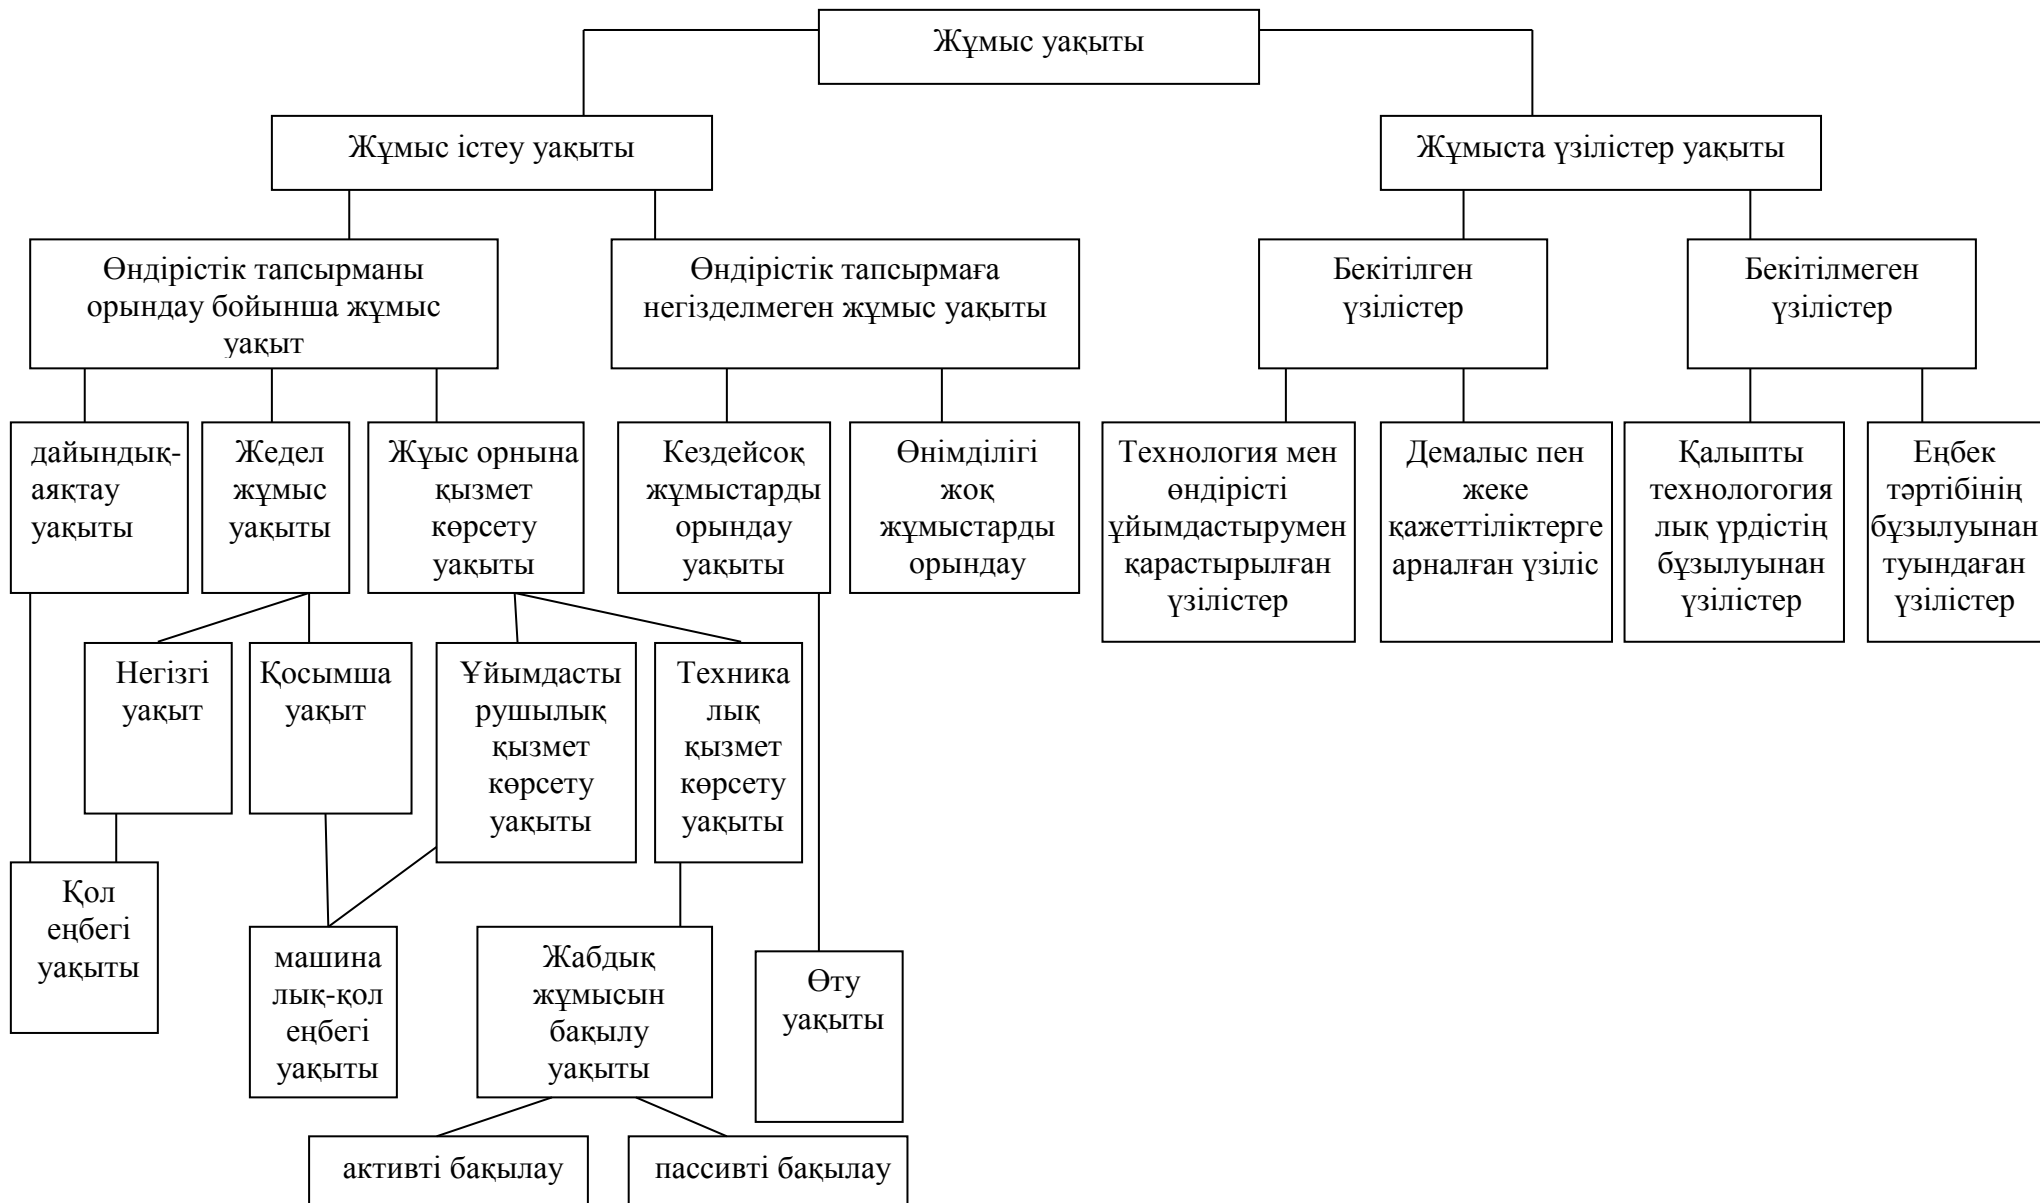 Жұмыс уақыты
Жұмыс істеу уақыты
Жұмыста үзілістер уақыты
Өндірістік тапсырманы
орындау бойынша жұмыс
уақыт
Өндірістік тапсырмаға
негізделмеген жұмыс уақыты
Бекітілген
үзілістер
Бекітілмеген
үзілістер
дайындық-
аяқтау
уақыты
Жедел
жұмыс
уақыты
Жұыс орнына
қызмет
көрсету
уақыты
Кездейсоқ
жұмыстарды
орындау
уақыты
Өнімділігі
жоқ
жұмыстарды
орындау
Технология мен
өндірісті
ұйымдастырумен
қарастырылған
үзілістер
Демалыс пен
жеке
қажеттіліктерге
арналған үзіліс
Қалыпты
технологогия
лық үрдістің
бұзылуынан
үзілістер
Еңбек
тәртібінің
бұзылуынан
туындаған
үзілістер
Негізгі
уақыт
Қосымша
уақыт
Ұйымдасты
рушылық
қызмет
көрсету
уақыты
Техника
лық
қызмет
көрсету
уақыты
Қол
еңбегі
уақыты
машина
лық-қол
еңбегі
уақыты
Жабдық
жұмысын
бақылу
уақыты
Өту
уақыты
активті бақылау
пассивті бақылау